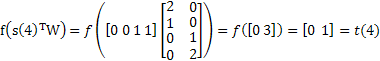 f(s(4)ᵀW) = f([0 0 1 1] [2 0; 1 0; 0 1; 0 2]) = f([0 3]) = [0 1] = t(4)